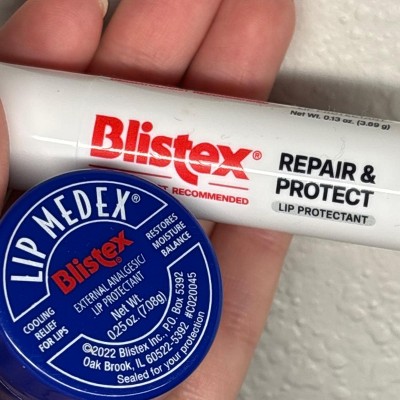 Net Wt. 0.13 oz. (3.69 g)
Blistex®
RECOMMENDED
REPAIR &
PROTECT
LIP PROTECTANT
LIP MEDEX®
Blistex
EXTERNAL ANALGESIC/
LIP PROTECTANT
Net Wt
0.25 oz. (7.08g)
COOLING
RELIEF
FOR LIPS
RESTORES
MOISTURE
BALANCE
©2022 Blistex Inc., P.O. Box 5392
Oak Brook, IL 60522-5392 #C020045
Sealed for your protection